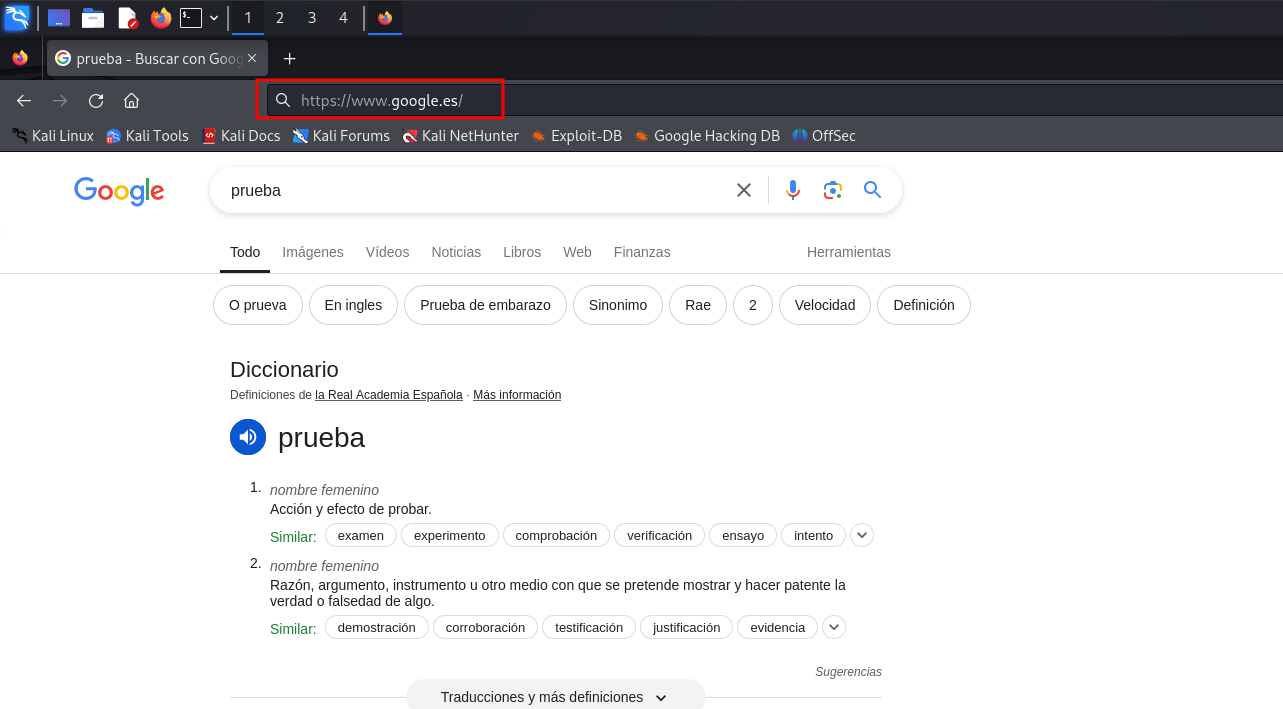 1 2 3 4
prueba - Buscar con Goog
https://www.google.es/
Kali Linux Kali Tools Kali Docs Kali Forums Kali NetHunter Exploit-DB Google Hacking DB OffSec
Google prueba
Todo Imágenes Vídeos Noticias Libros Web Finanzas Herramientas
O prueva En ingles Prueba de embarazo Sinonimo Rae 2 Velocidad Definición
Diccionario
Definiciones de la Real Academia Española · Más información
prueba
1. nombre femenino
Acción y efecto de probar.
Similar: examen experimento comprobación verificación ensayo intento
2. nombre femenino
Razón, argumento, instrumento u otro medio con que se pretende mostrar y hacer patente la
verdad o falsedad de algo.
Similar: demostración corroboración testificación justificación evidencia
Sugerencias
Traducciones y más definiciones